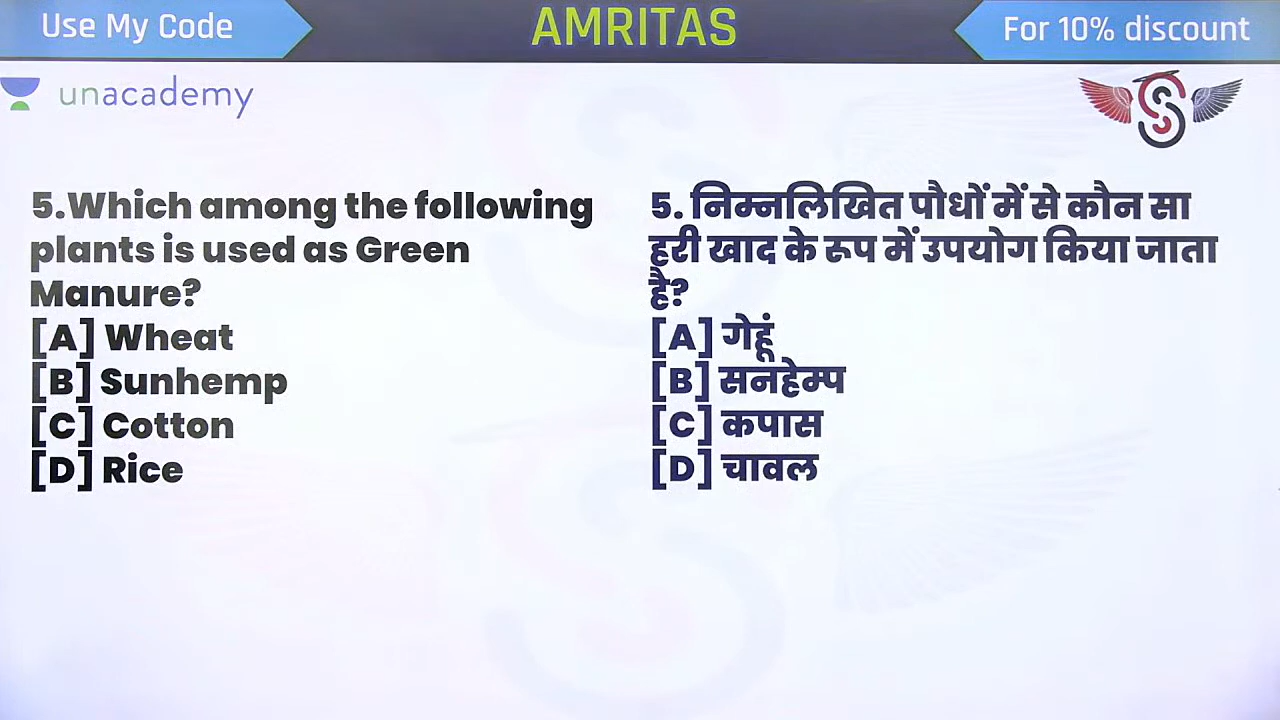 Use My Code
AMRITAS
For 10% discount
unacademy
5.Which among the following
plants is used as Green
Manure?
[A] Wheat
[B] Sunhemp
[C] Cotton
[D] Rice
5. निम्नलिखित पौधों में से कौन सा
हरी खाद के रूप में उपयोग किया जाता
है?
[A] गेहूं
[B] सनहेम्प
[C] कपास
[D] चावल